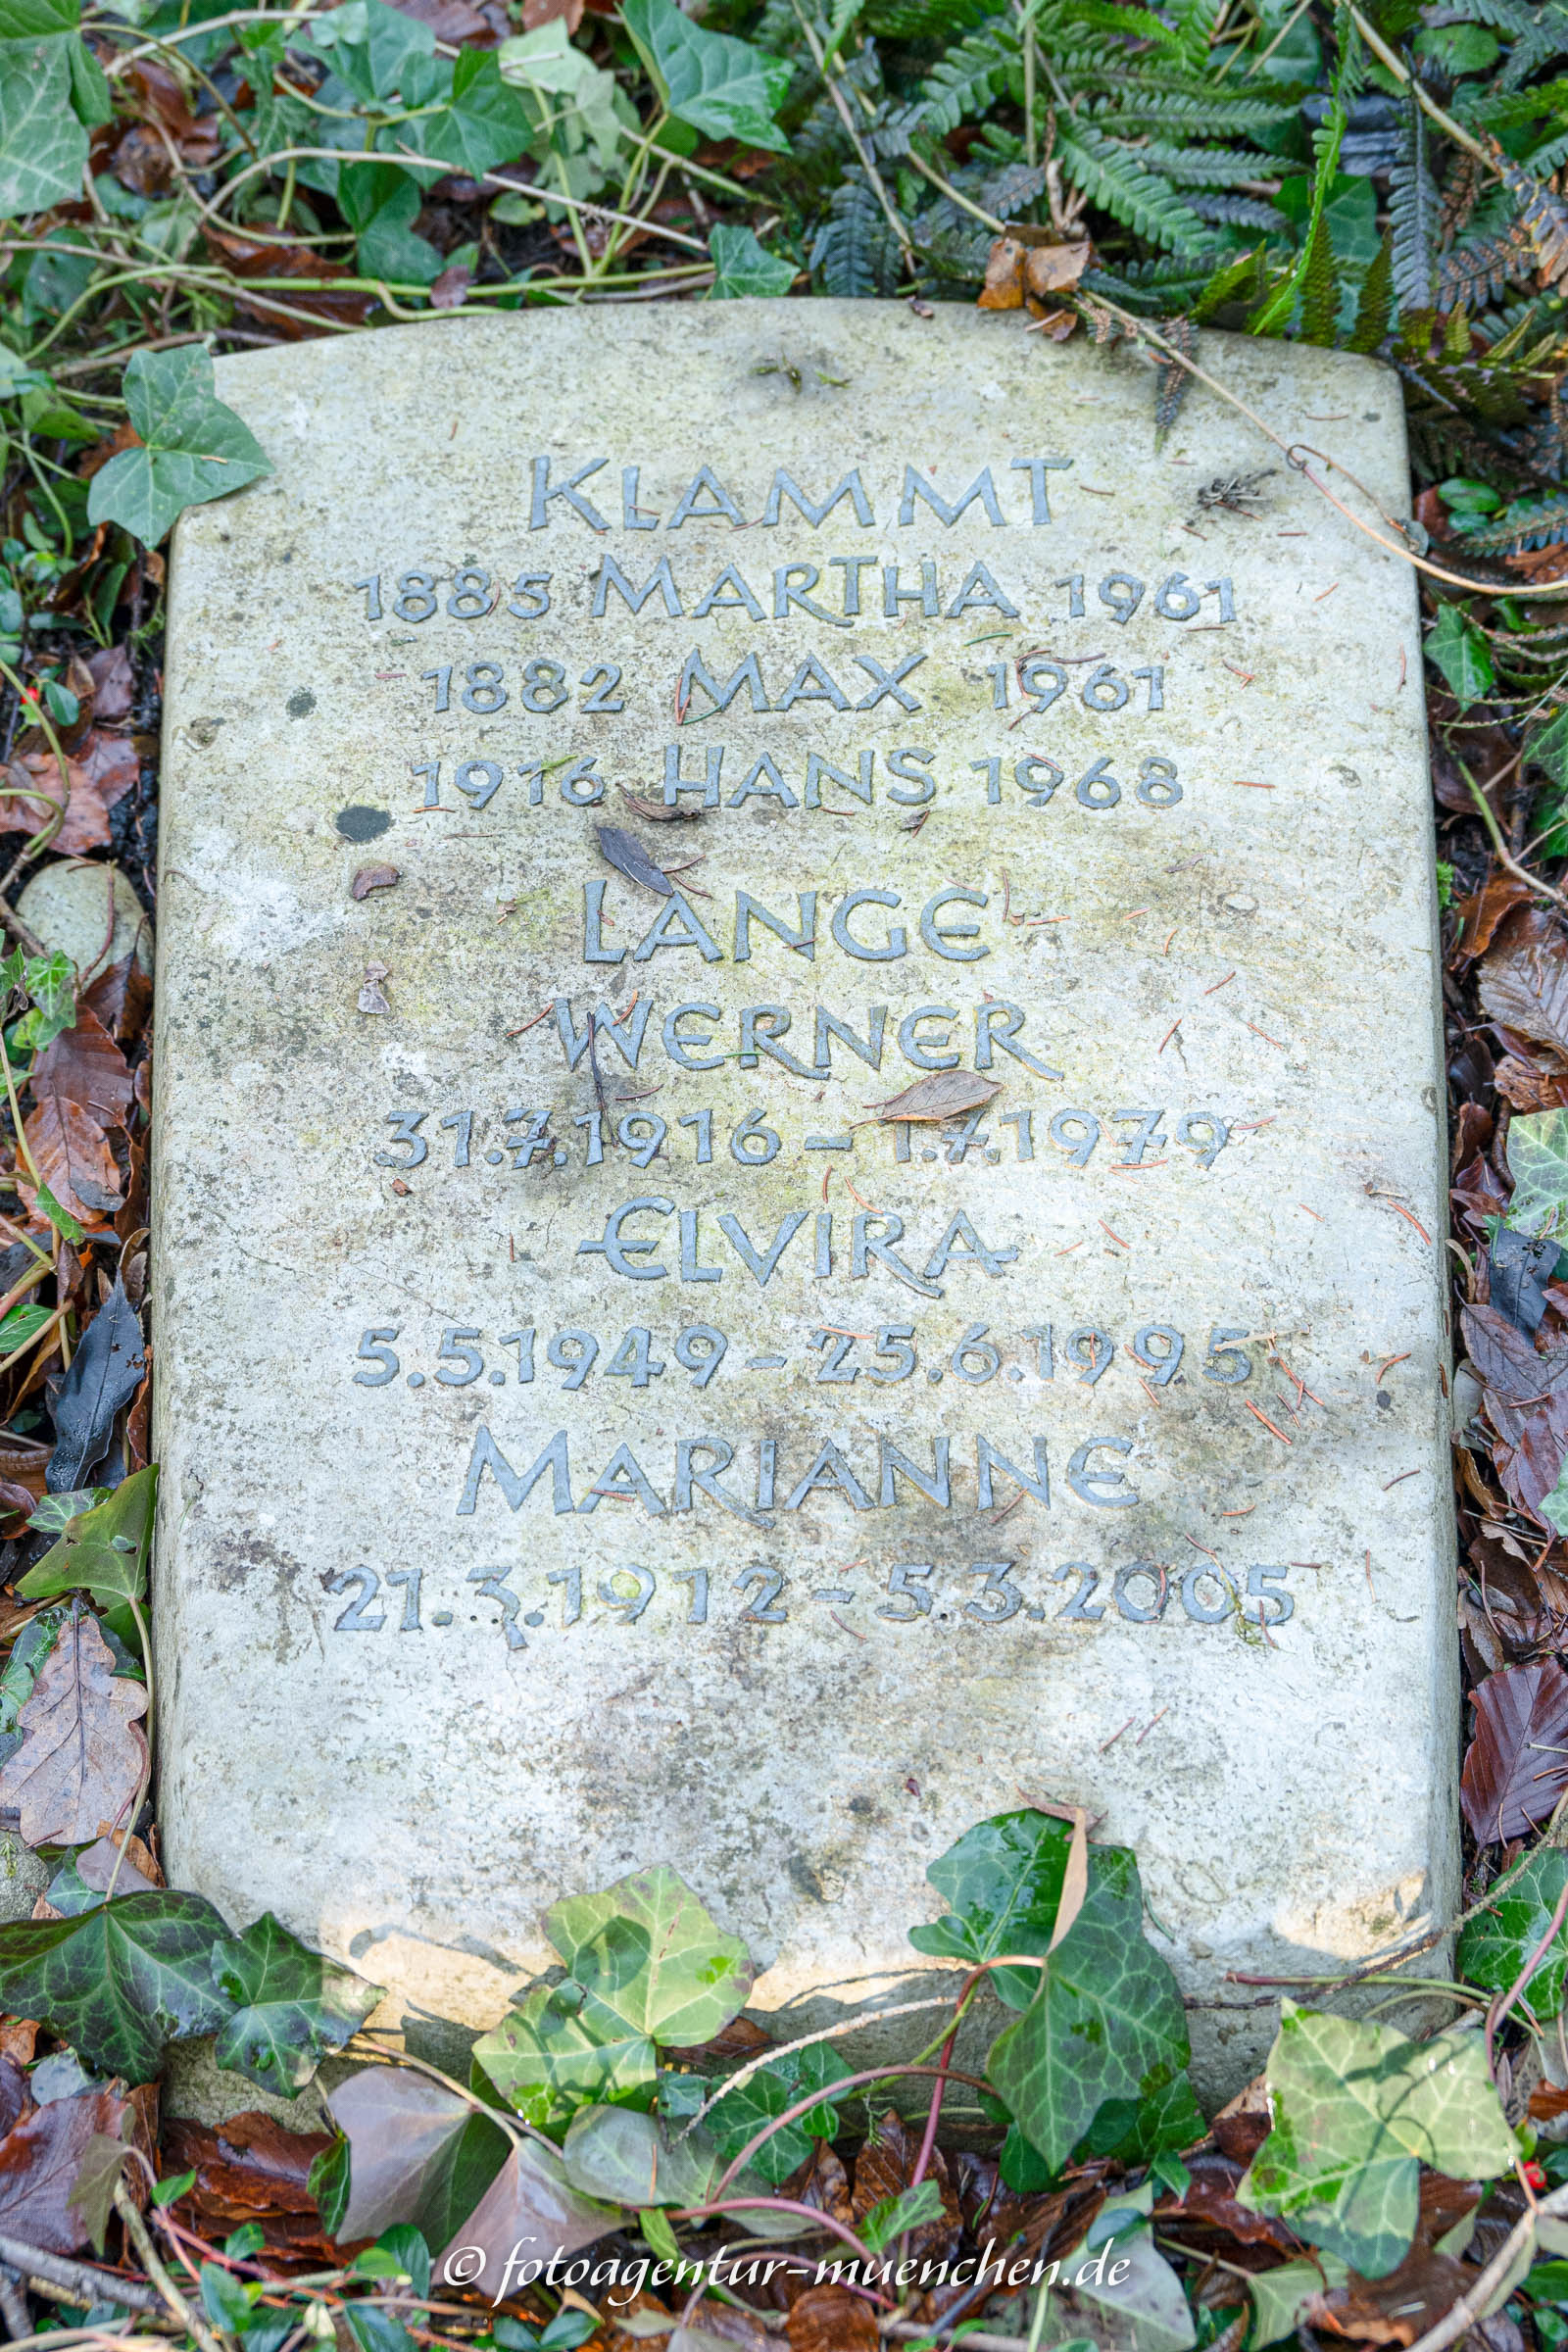 KLAMMT
1885 MARTHA 1961
1882 MAX 1961
1916 HANS 1968
LANGE
WERNER
31.7.1916 – 1.7.1979
ELVIRA
5.5.1949 – 25.6.1995
MARIANNE
21.3.1912 – 5.3.2005
© fotoagentur-muenchen.de